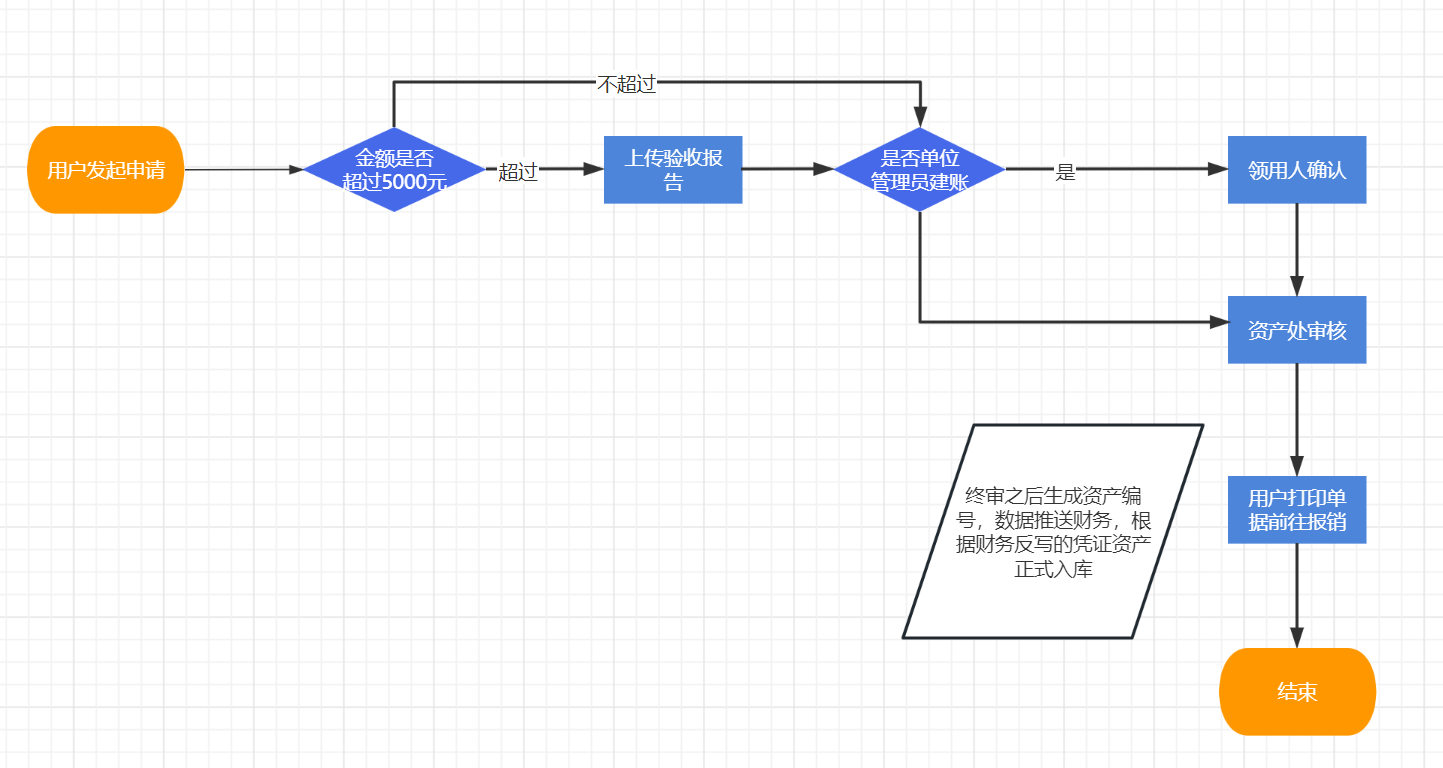 不超过
用户发起申请
金额是否
超过5000元
超过
上传验收报
告
是否单位
管理员建账
是
领用人确认
资产处审核
终审之后生成资产编
号，数据推送财务，根
据财务反写的凭证资产
正式入库
用户打印单
据前往报销
结束